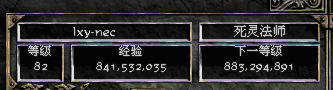 lxy-nec 死灵法师
等级 经验 下一等级
82 841,532,035 883,294,891